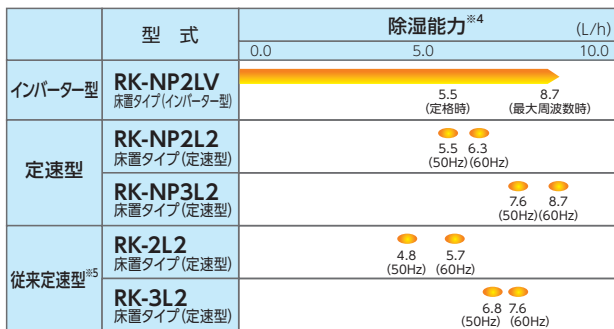 型 式
除湿能力※4
(L/h)
0.0 5.0 10.0
インバーター型
RK-NP2LV
床置タイプ(インバーター型)
5.5 8.7
(定格時) (最大周波数時)
定速型
RK-NP2L2
床置タイプ(定速型)
5.5 6.3
(50Hz) (60Hz)
RK-NP3L2
床置タイプ(定速型)
7.6 8.7
(50Hz) (60Hz)
従来定速型※5
RK-2L2
床置タイプ(定速型)
4.8 5.7
(50Hz) (60Hz)
RK-3L2
床置タイプ(定速型)
6.8 7.6
(50Hz) (60Hz)